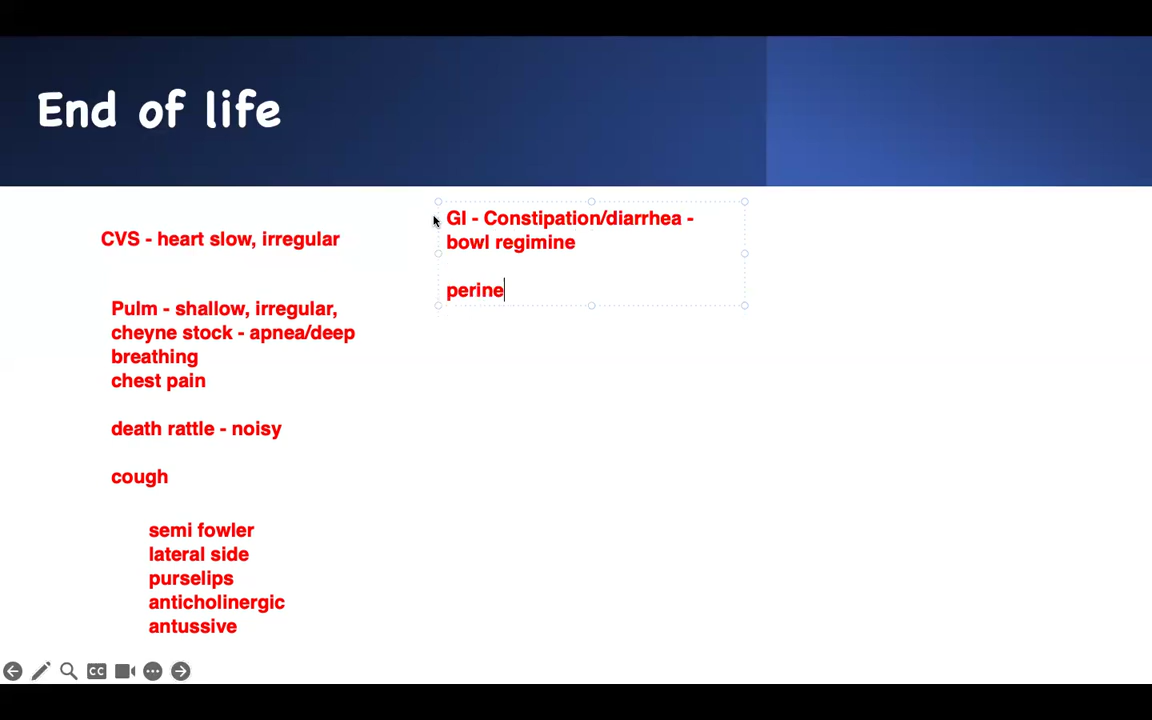 End of life
CVS - heart slow, irregular
Pulm - shallow, irregular,
cheyne stock - apnea/deep
breathing
chest pain
death rattle - noisy
cough
semi fowler
lateral side
purselips
anticholinergic
antussive
GI - Constipation/diarrhea -
bowl regimine
perine
CC